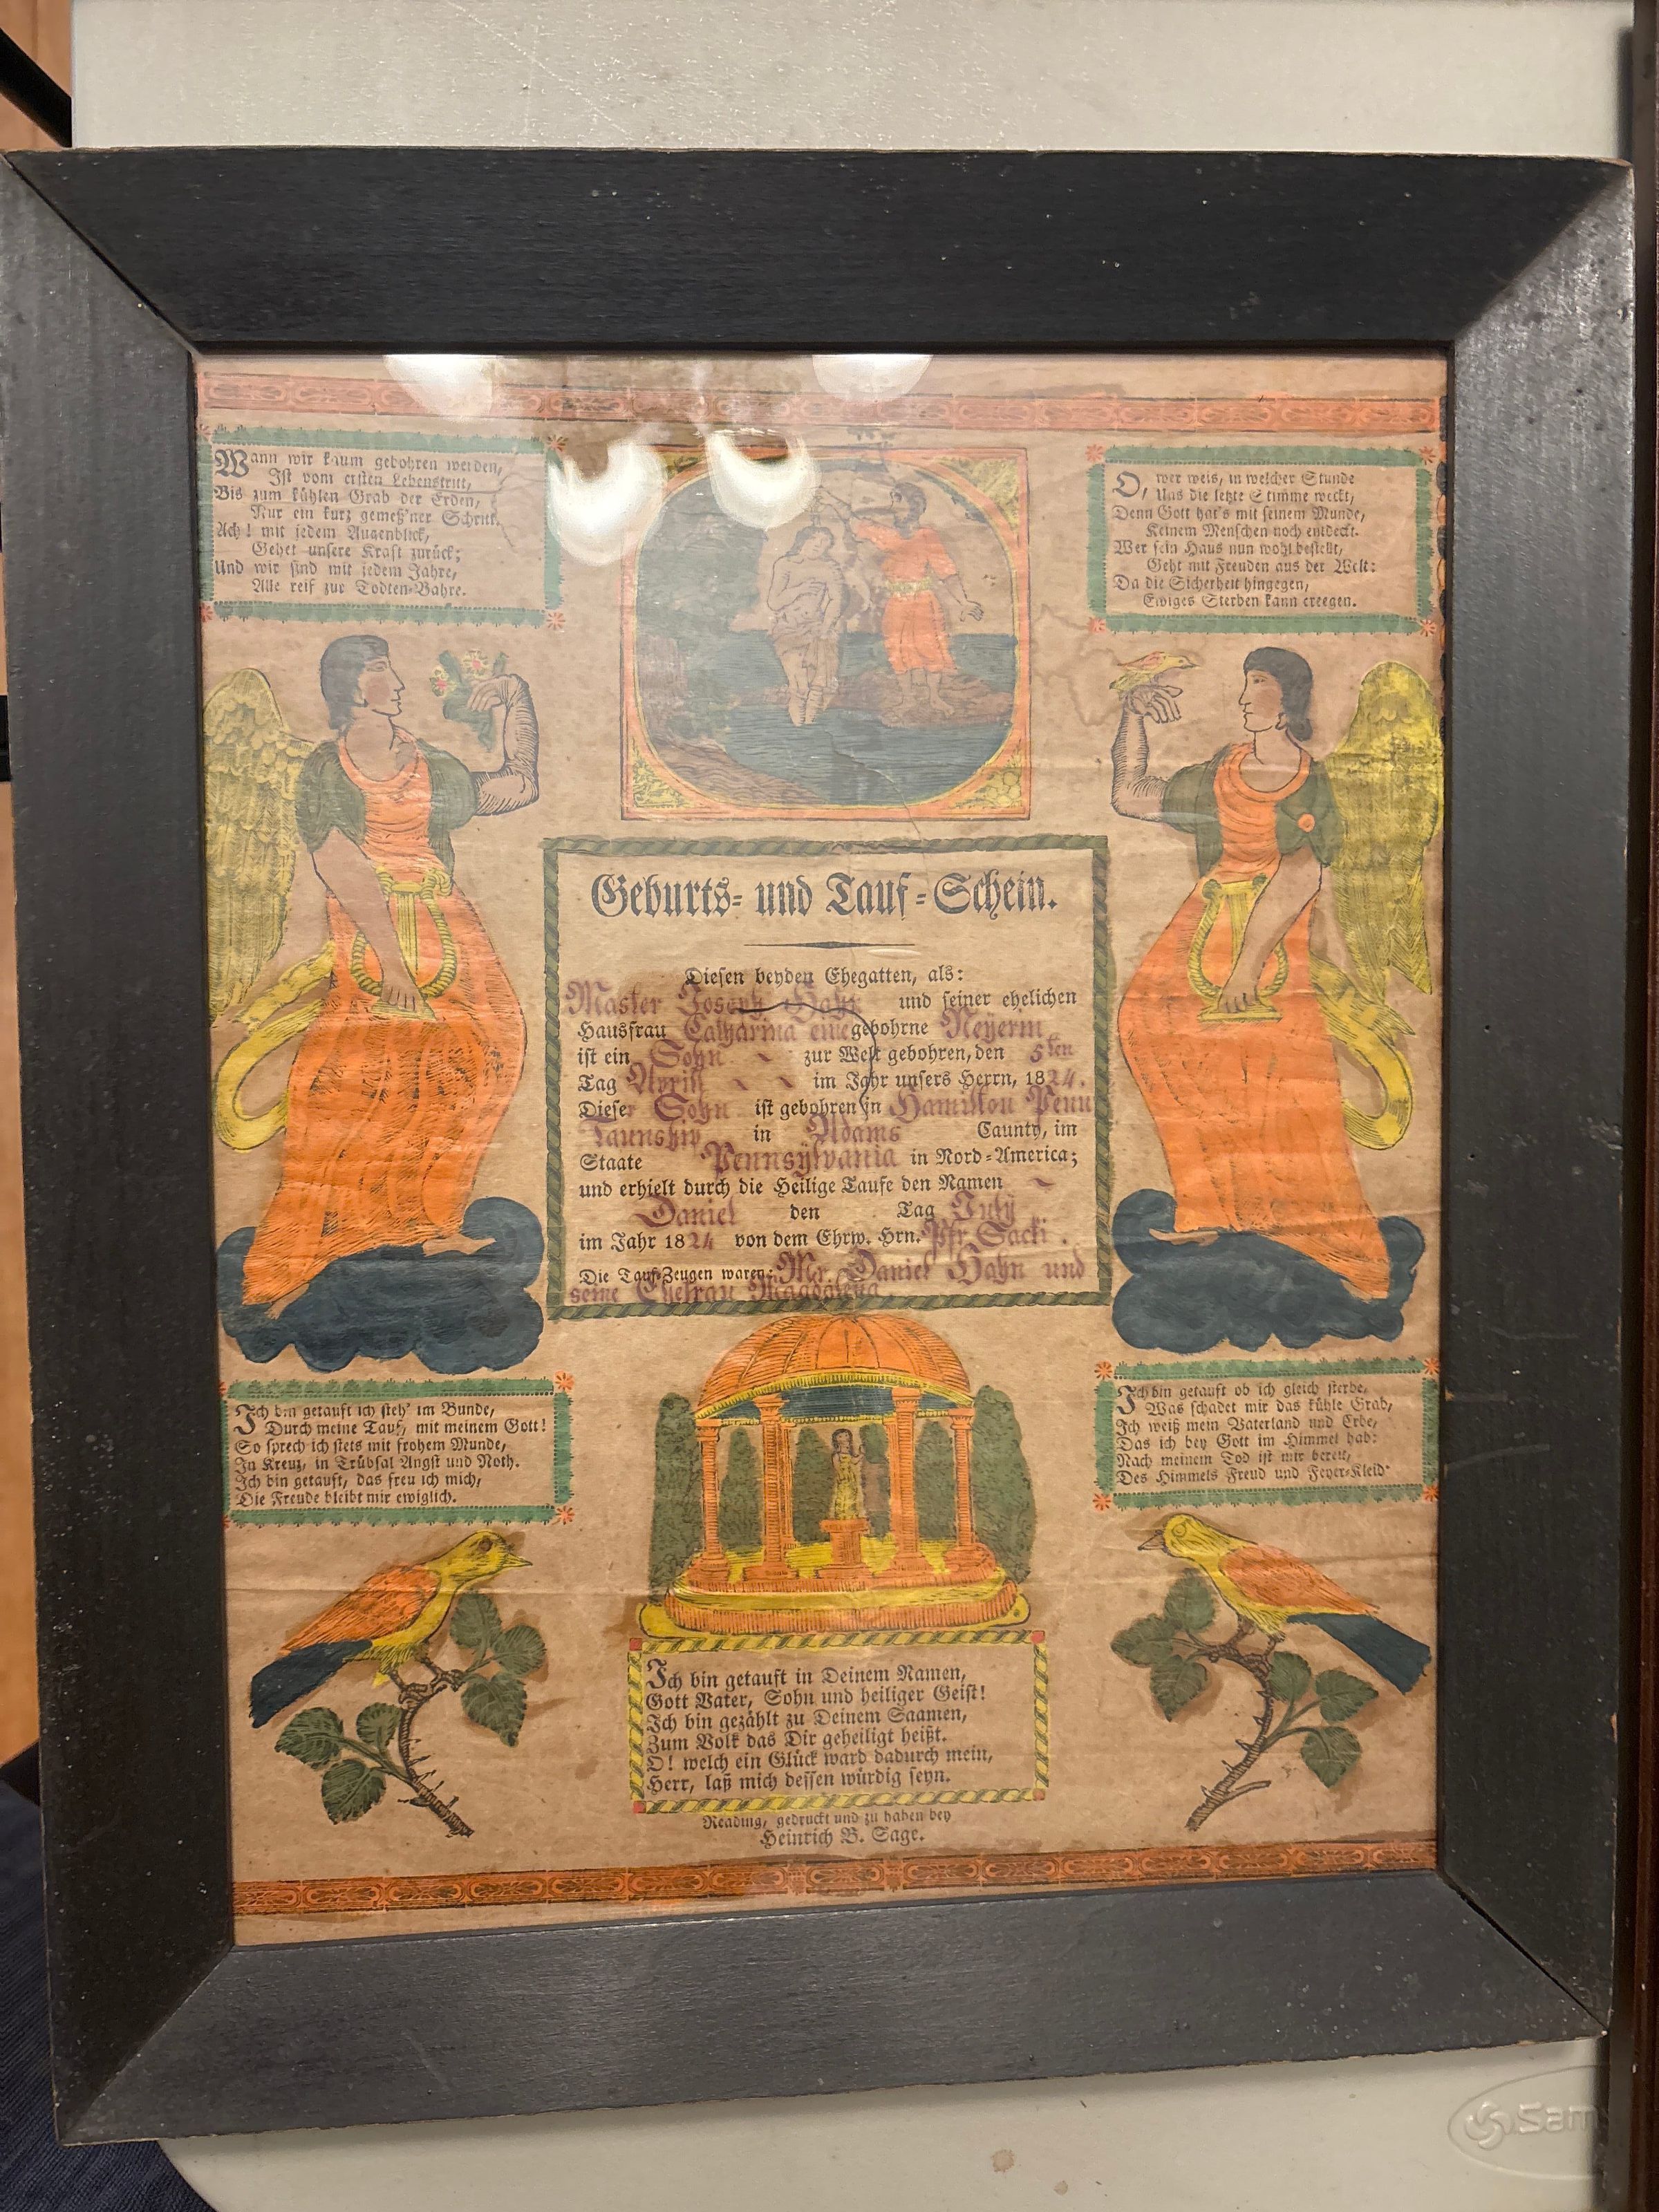 Wann wir kaum gebohren werden,
Ist vom ersten Lebenstritt,
Bis zum kühlen Grab der Erden,
Nur ein kurz gemeß'ner Schritt.
Ach! mit jedem Augenblick,
Gehet unsere Kraft zurück;
Und wir sind mit jedem Jahre,
Alle reif zur Todten-Bahre.
O, wer weis, in welcher Stunde
Uns die letzte Stimme weckt,
Denn Gott hat's mit seinem Munde,
Keinem Menschen noch entdeckt.
Wer sein Haus nun wohl bestellt,
Geht mit Freuden aus der Welt:
Da die Sicherheit hingegen,
Ewiges Sterben kann erregen.
Geburts- und Tauf-Schein.
Diesen beyden Ehegatten, als:
Master Joseph Hahn und seiner ehelichen
Hausfrau Catharina eine gebohrne
ist ein Sohn zur Welt gebohren, den 5ten
Tag April im Jahr unsers Herrn, 1824.
Dieser Sohn ist gebohren in Hamilton Penn
Taunship in Adams Caunty, im
Staate Pennsÿlvania in Nord-America;
und erhielt durch die Heilige Taufe den Namen
Daniel den Tag July
im Jahr 1824 von dem Ehrw. Hrn. Pfr. Sacki.
Die Tauf-Zeugen waren: Mr. Daniel Hahn und
seine Ehefrau Magdalena.
Ich bin getauft ich steh' im Bunde,
Durch meine Tauf, mit meinem Gott!
So sprech ich stets mit frohem Munde,
In Kreuz, in Trübsal Angst und Noth.
Ich bin getauft, das freu ich mich,
Die Freude bleibt mir ewiglich.
Ich bin getauft ob ich gleich sterbe,
Was schadet mir das kühle Grab,
Ich weiß mein Vaterland und Erbe,
Das ich bey Gott im Himmel hab:
Nach meinem Tod ist mir bereit,
Des Himmels Freud und Feyer-Kleid
Ich bin getauft in Deinem Namen,
Gott Vater, Sohn und heiliger Geist!
Ich bin gezählt zu Deinem Saamen,
Zum Volk das Dir geheiligt heißt.
O! welch ein Glück ward dadurch mein,
Herr, laß mich dessen würdig seyn.
Reading, gedruckt und zu haben bey
Heinrich B. Sage.
Sam